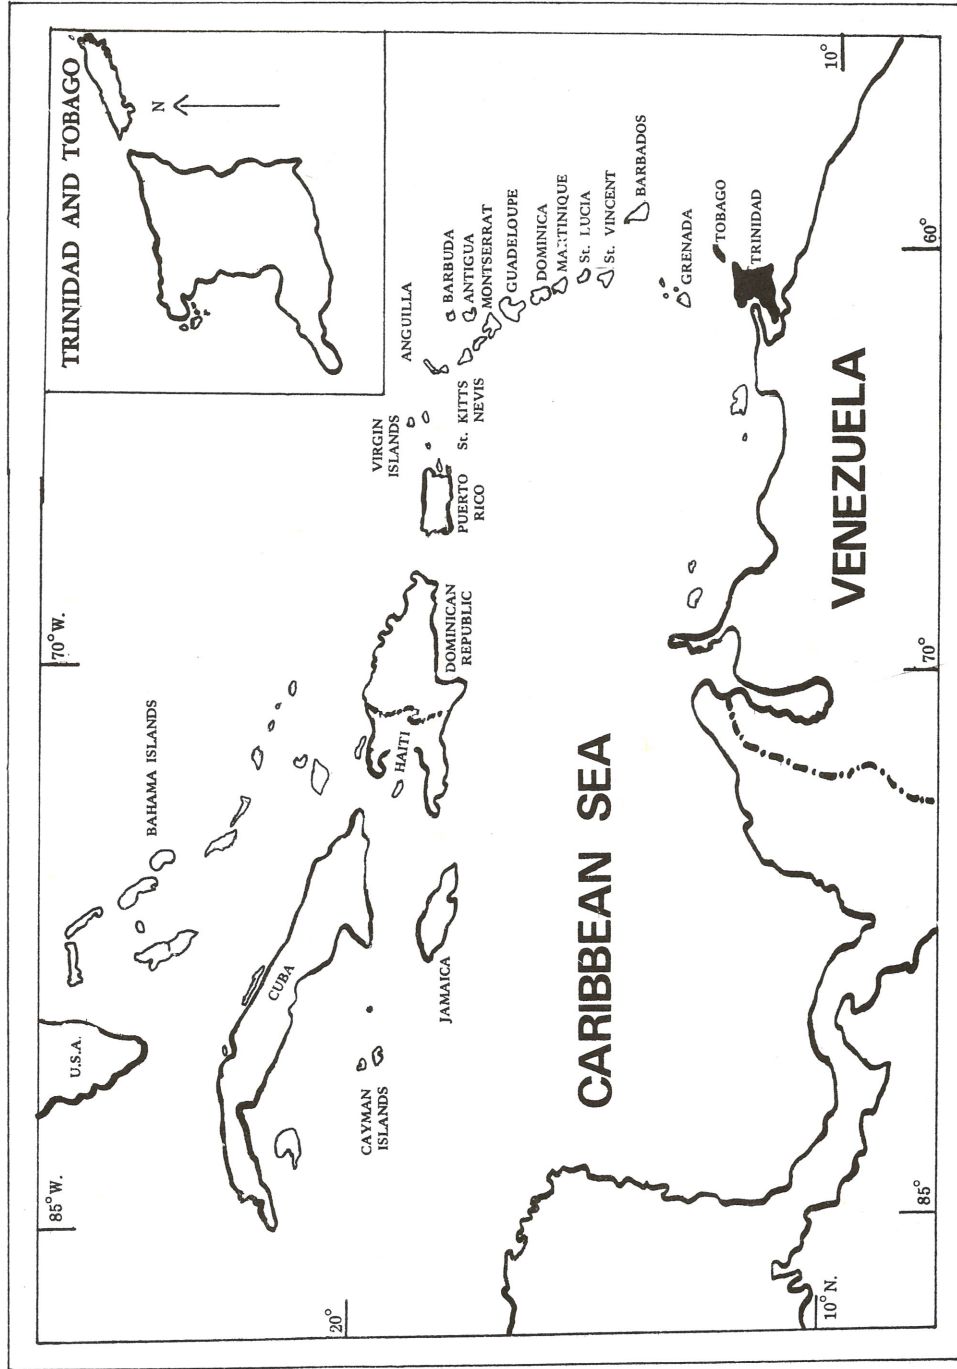 TRINIDAD AND TOBAGO
N
85°W.
70°W.
U.S.A.
BAHAMA ISLANDS
CUBA
20°
CAYMAN
ISLANDS
JAMAICA
HAITI
DOMINICAN
REPUBLIC
PUERTO
RICO
VIRGIN
ISLANDS
ANGUILLA
St. KITTS
NEVIS
BARBUDA
ANTIGUA
MONTSERRAT
GUADELOUPE
DOMINICA
MARTINIQUE
St. LUCIA
St. VINCENT
BARBADOS
GRENADA
TOBAGO
TRINIDAD
CARIBBEAN SEA
VENEZUELA
10°N.
10°
85°
70°
60°